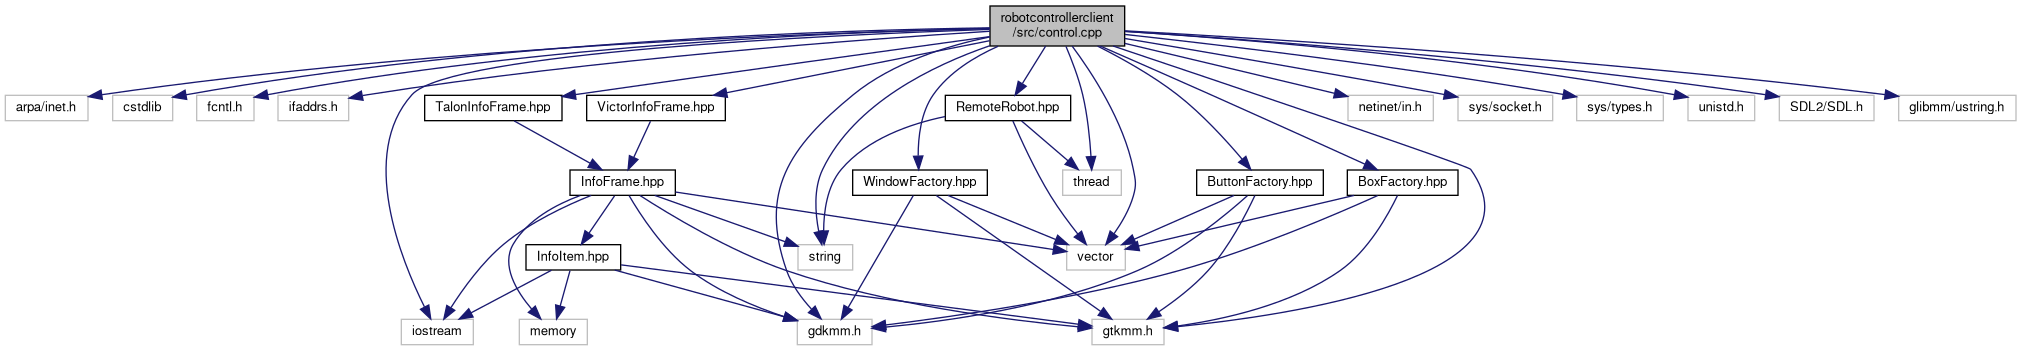 robotcontrollerclient
/src/control.cpp
arpa/inet.h
cstdlib
fcntl.h
ifaddrs.h
TalonInfoFrame.hpp
VictorInfoFrame.hpp
RemoteRobot.hpp
netinet/in.h
sys/socket.h
sys/types.h
unistd.h
SDL2/SDL.h
glibmm/ustring.h
InfoFrame.hpp
WindowFactory.hpp
thread
ButtonFactory.hpp
BoxFactory.hpp
InfoItem.hpp
string
vector
iostream
memory
gdkmm.h
gtkmm.h